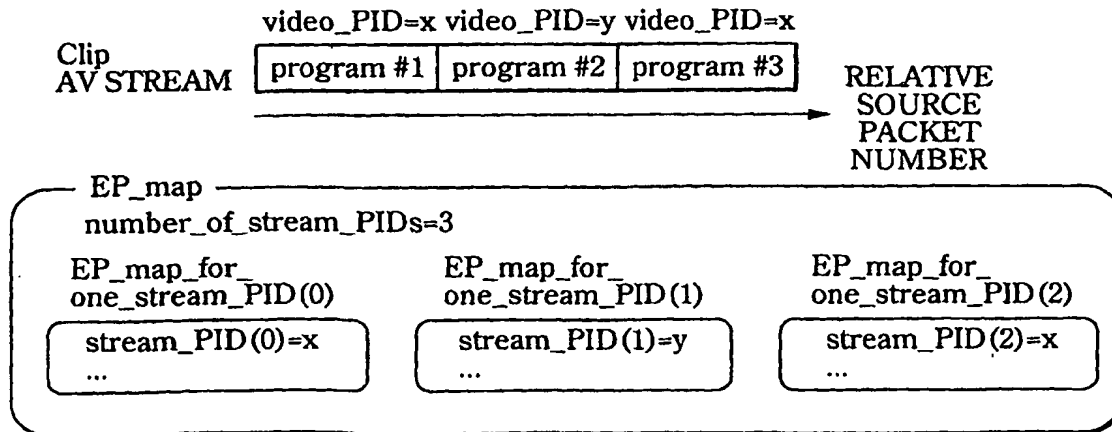 video_PID=x video_PID=y video_PID=x
Clip
AV STREAM
program #1 program #2 program #3
RELATIVE
SOURCE
PACKET
NUMBER
EP_map
number_of_stream_PIDs=3
EP_map_for_
one_stream_PID(0)
stream_PID(0)=x
...
EP_map_for_
one_stream_PID(1)
stream_PID(1)=y
...
EP_map_for_
one_stream_PID(2)
stream_PID(2)=x
...